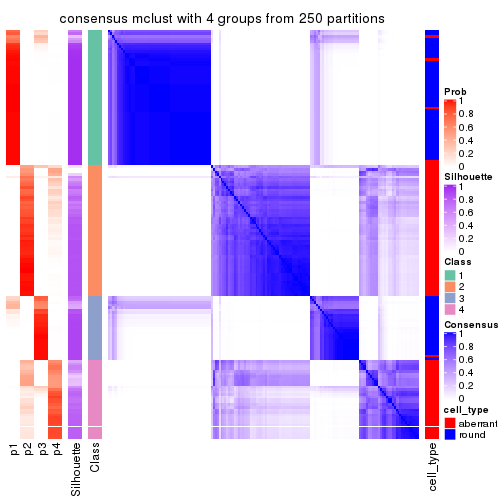 consensus mclust with 4 groups from 250 partitions
Prob
1
0.8
0.6
0.4
0.2
0
Silhouette
1
0.8
0.6
0.4
0.2
0
Class
1
2
3
4
Consensus
1
0.8
0.6
0.4
0.2
0
cell_type
aberrant
round
p1
p2
p3
p4
Silhouette
Class
cell_type